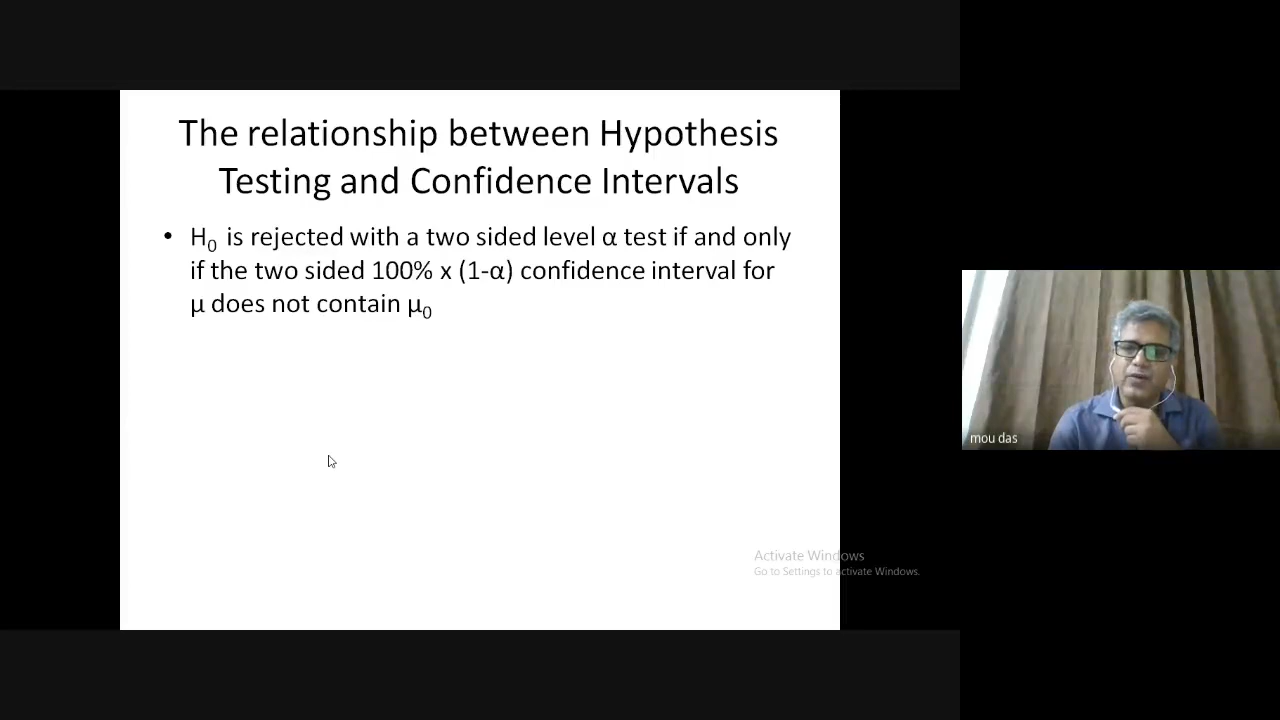 The relationship between Hypothesis
Testing and Confidence Intervals
• H₀ is rejected with a two sided level α test if and only
if the two sided 100% x (1-α) confidence interval for
µ does not contain µ₀
mou das
Activate Windows
Go to Settings to activate Windows.